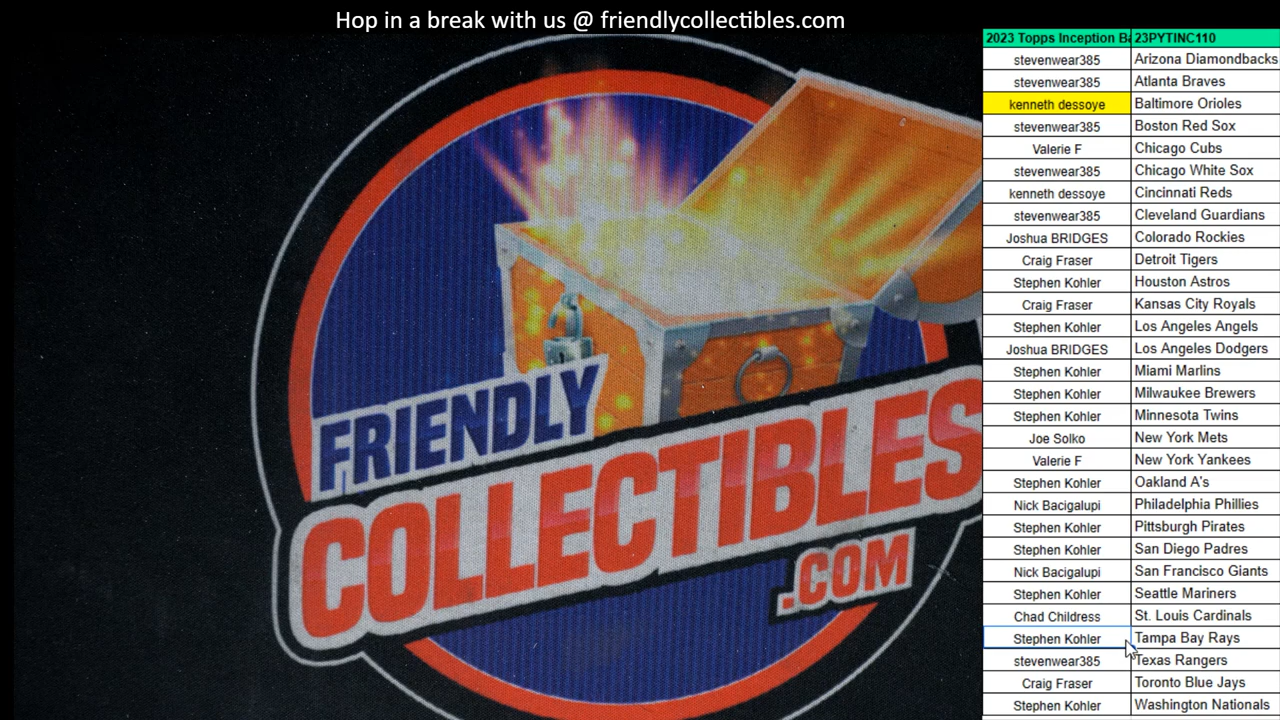 Hop in a break with us @ friendlycollectibles.com
FRIENDLY
COLLECTIBLES
.COM
2023 Topps Inception Ba 23PYTINC110
stevenwear385 Arizona Diamondbacks
stevenwear385 Atlanta Braves
kenneth dessoye Baltimore Orioles
stevenwear385 Boston Red Sox
Valerie F Chicago Cubs
stevenwear385 Chicago White Sox
kenneth dessoye Cincinnati Reds
stevenwear385 Cleveland Guardians
Joshua BRIDGES Colorado Rockies
Craig Fraser Detroit Tigers
Stephen Kohler Houston Astros
Craig Fraser Kansas City Royals
Stephen Kohler Los Angeles Angels
Joshua BRIDGES Los Angeles Dodgers
Stephen Kohler Miami Marlins
Stephen Kohler Milwaukee Brewers
Stephen Kohler Minnesota Twins
Joe Solko New York Mets
Valerie F New York Yankees
Stephen Kohler Oakland A's
Nick Bacigalupi Philadelphia Phillies
Stephen Kohler Pittsburgh Pirates
Stephen Kohler San Diego Padres
Nick Bacigalupi San Francisco Giants
Stephen Kohler Seattle Mariners
Chad Childress St. Louis Cardinals
Stephen Kohler Tampa Bay Rays
stevenwear385 Texas Rangers
Craig Fraser Toronto Blue Jays
Stephen Kohler Washington Nationals